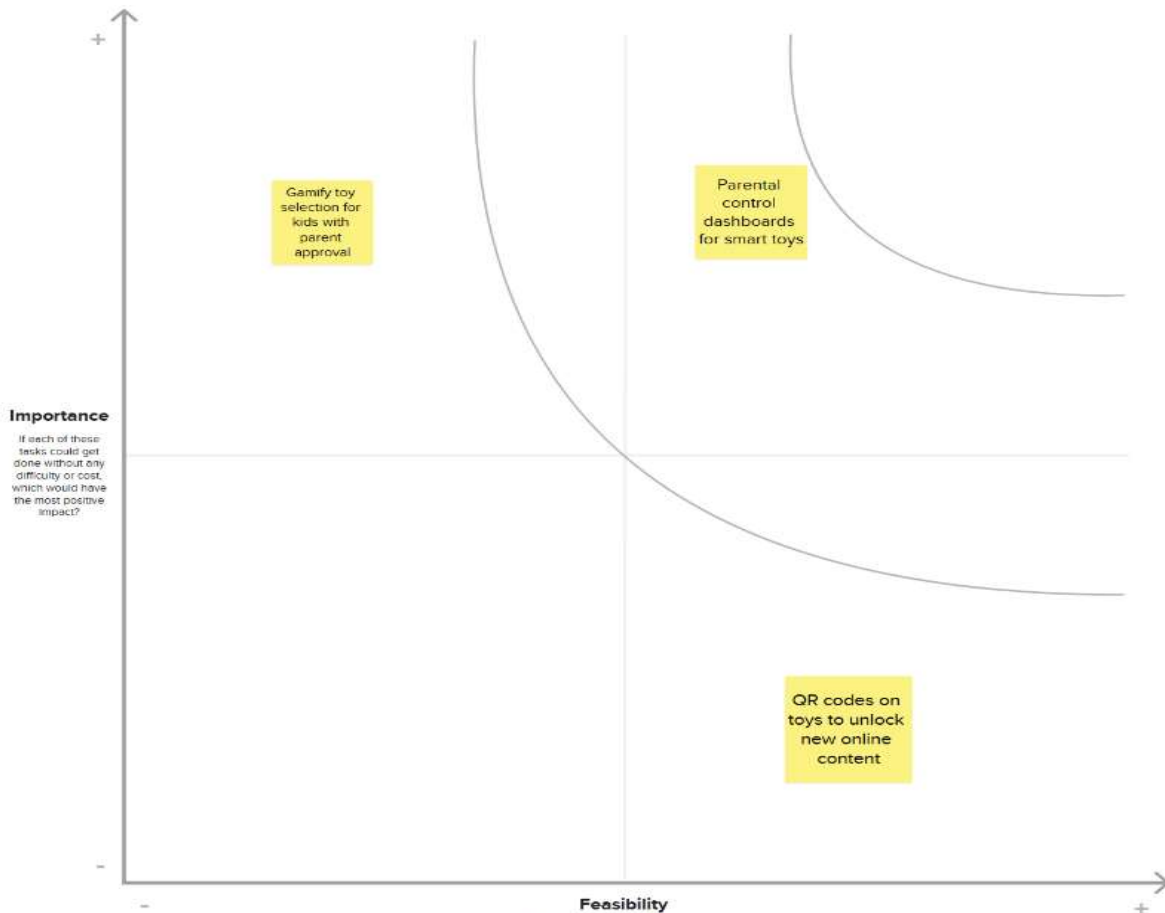 +
Gamify toy
selection for
kids with
parent
approval
Parental
control
dashboards
for smart toys
Importance
If each of these
tasks could get
done without any
difficulty or cost,
which would have
the most positive
impact?
QR codes on
toys to unlock
new online
content
-
-
Feasibility
+